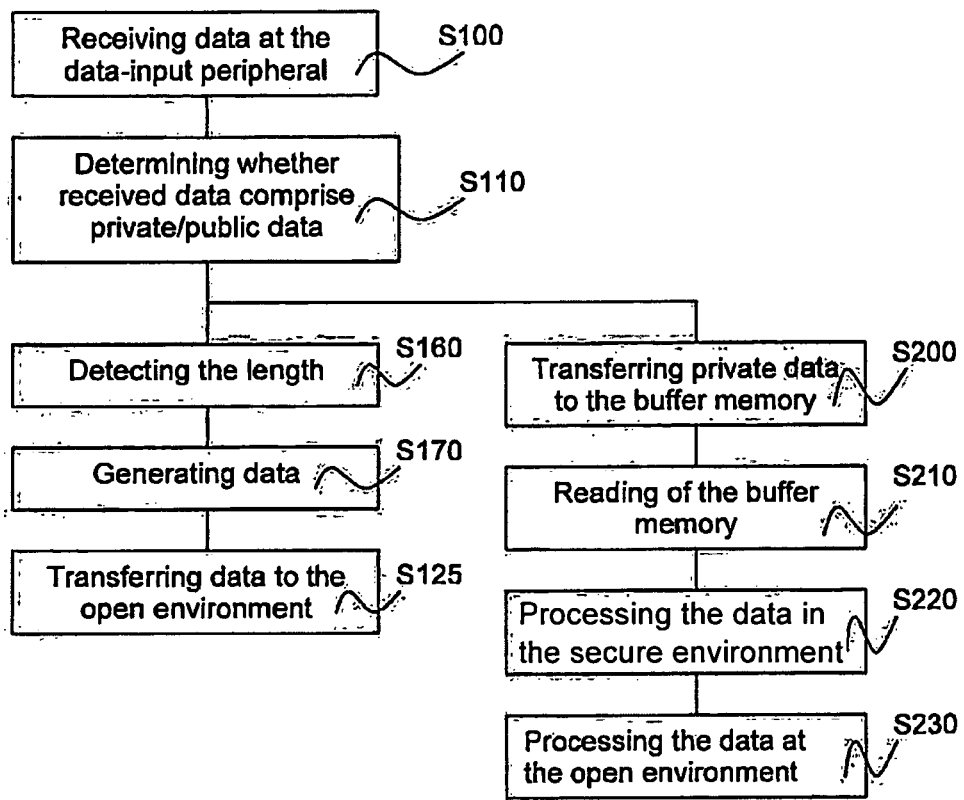 Receiving data at the
data-input peripheral
S100
Determining whether
received data comprise
private/public data
S110
Detecting the length
S160
Generating data
S170
Transferring data to the
open environment
S125
Transferring private data
to the buffer memory
S200
Reading of the buffer
memory
S210
Processing the data in
the secure environment
S220
Processing the data at
the open environment
S230